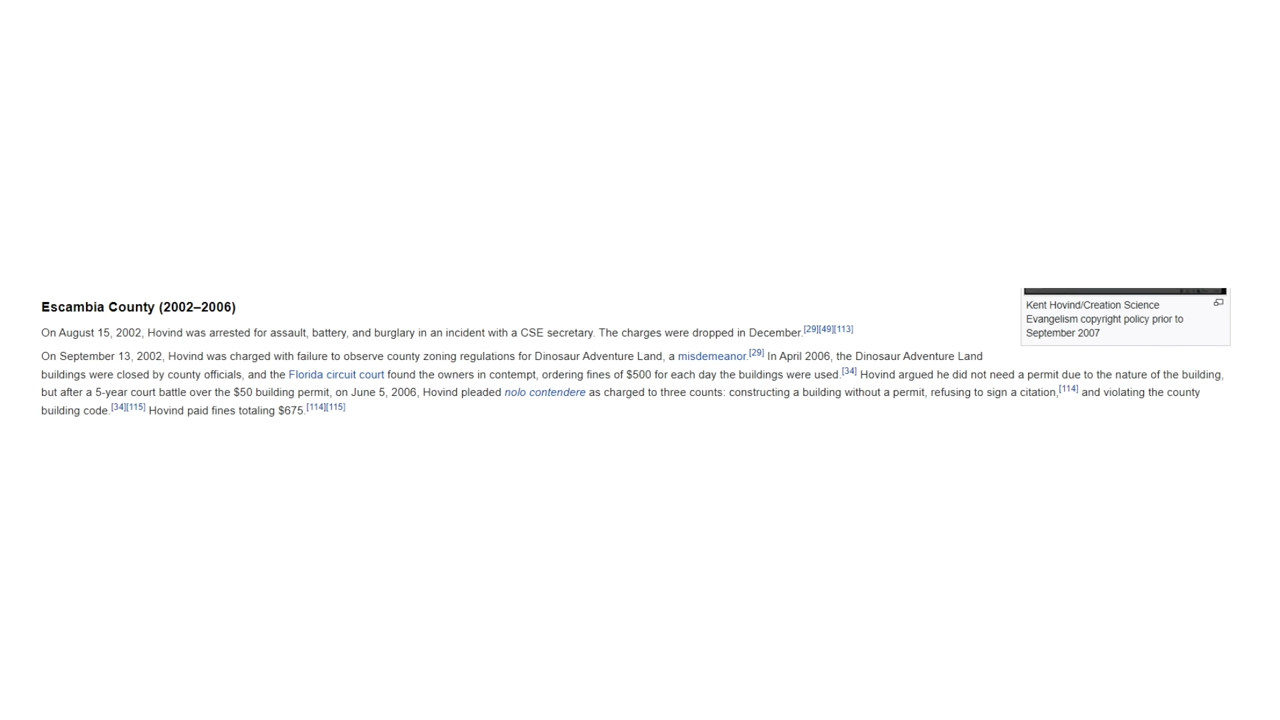 Escambia County (2002–2006)
On August 15, 2002, Hovind was arrested for assault, battery, and burglary in an incident with a CSE secretary. The charges were dropped in December.[29][49][113]
On September 13, 2002, Hovind was charged with failure to observe county zoning regulations for Dinosaur Adventure Land, a misdemeanor.[29] In April 2006, the Dinosaur Adventure Land
buildings were closed by county officials, and the Florida circuit court found the owners in contempt, ordering fines of $500 for each day the buildings were used.[34] Hovind argued he did not need a permit due to the nature of the building,
but after a 5-year court battle over the $50 building permit, on June 5, 2006, Hovind pleaded nolo contendere as charged to three counts: constructing a building without a permit, refusing to sign a citation,[114] and violating the county
building code.[34][115] Hovind paid fines totaling $675.[114][115]
Kent Hovind/Creation Science
Evangelism copyright policy prior to
September 2007